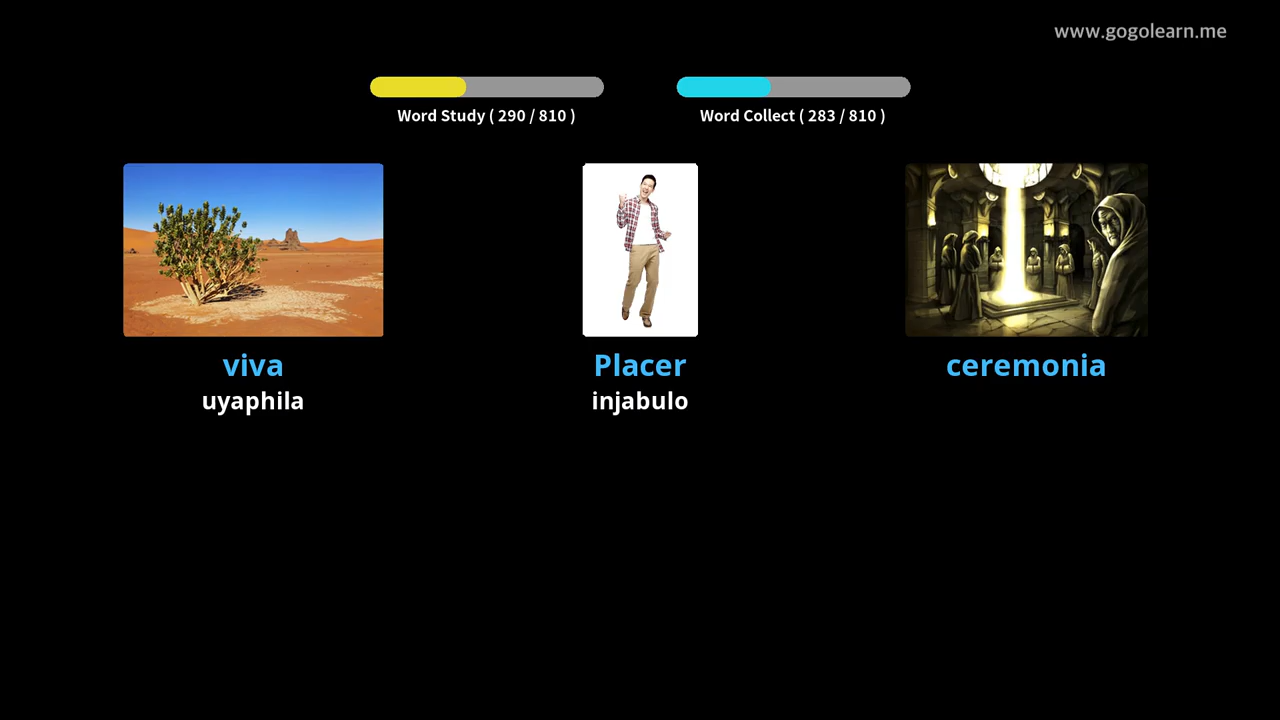 www.gogolearn.me
Word Study ( 290 / 810 )
Word Collect ( 283 / 810 )
viva
uyaphila
Placer
injabulo
ceremonia